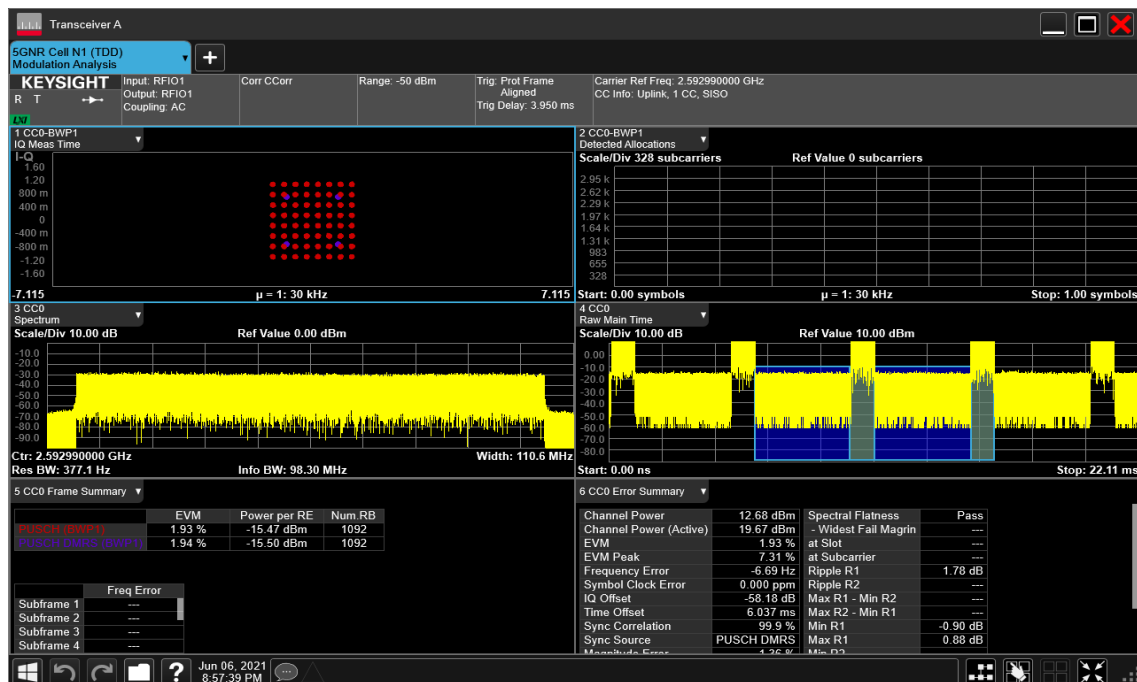 Transceiver A
5GNR Cell N1 (TDD)
Modulation Analysis
KEYSIGHT
R T
LXI
Input: RFIO1
Output: RFIO1
Coupling: AC
Corr CCorr
Range: -50 dBm
Trig: Prot Frame
Aligned
Trig Delay: 3.950 ms
Carrier Ref Freq: 2.592990000 GHz
CC Info: Uplink, 1 CC, SISO
1 CC0-BWP1
IQ Meas Time
I-Q
1.60
1.20
800 m
400 m
0
-400 m
-800 m
-1.20
-1.60
-7.115 μ = 1: 30 kHz 7.115
2 CC0-BWP1
Detected Allocations
Scale/Div 328 subcarriers Ref Value 0 subcarriers
2.95 k
2.62 k
2.29 k
1.97 k
1.64 k
1.31 k
983
655
328
Start: 0.00 symbols μ = 1: 30 kHz Stop: 1.00 symbols
3 CC0
Spectrum
Scale/Div 10.00 dB Ref Value 0.00 dBm
-10.0
-20.0
-30.0
-40.0
-50.0
-60.0
-70.0
-80.0
-90.0
Ctr: 2.592990000 GHz Width: 110.6 MHz
Res BW: 377.1 Hz Info BW: 98.30 MHz
4 CC0
Raw Main Time
Scale/Div 10.00 dB Ref Value 10.00 dBm
0.00
-10.0
-20.0
-30.0
-40.0
-50.0
-60.0
-70.0
-80.0
Start: 0.00 ns Stop: 22.11 ms
5 CC0 Frame Summary
EVM Power per RE Num.RB
PUSCH (BWP1) 1.93 % -15.47 dBm 1092
PUSCH DMRS (BWP1) 1.94 % -15.50 dBm 1092
Freq Error
Subframe 1 ---
Subframe 2 ---
Subframe 3 ---
Subframe 4 ---
6 CC0 Error Summary
Channel Power 12.68 dBm Spectral Flatness Pass
Channel Power (Active) 19.67 dBm - Widest Fail Magrin ---
EVM 1.93 % at Slot ---
EVM Peak 7.31 % at Subcarrier ---
Frequency Error -6.69 Hz Ripple R1 1.78 dB
Symbol Clock Error 0.000 ppm Ripple R2 ---
IQ Offset -58.18 dB Max R1 - Min R2 ---
Time Offset 6.037 ms Max R2 - Min R1 ---
Sync Correlation 99.9 % Min R1 -0.90 dB
Sync Source PUSCH DMRS Max R1 0.88 dB
Magnitude Error 1.36 % Min R2 ---
Jun 06, 2021
8:57:39 PM